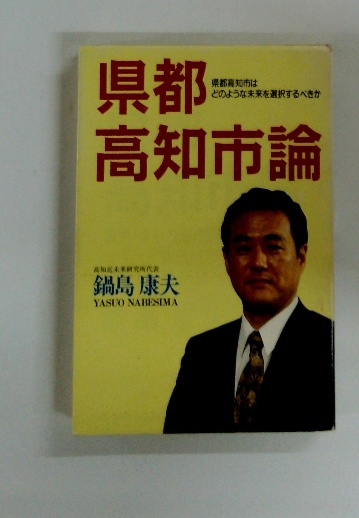 県都
県都高知市は
どのような未来を選択するべきか
高知市論
高知近未来研究所代表
鍋島 康夫
YASUO NABESIMA